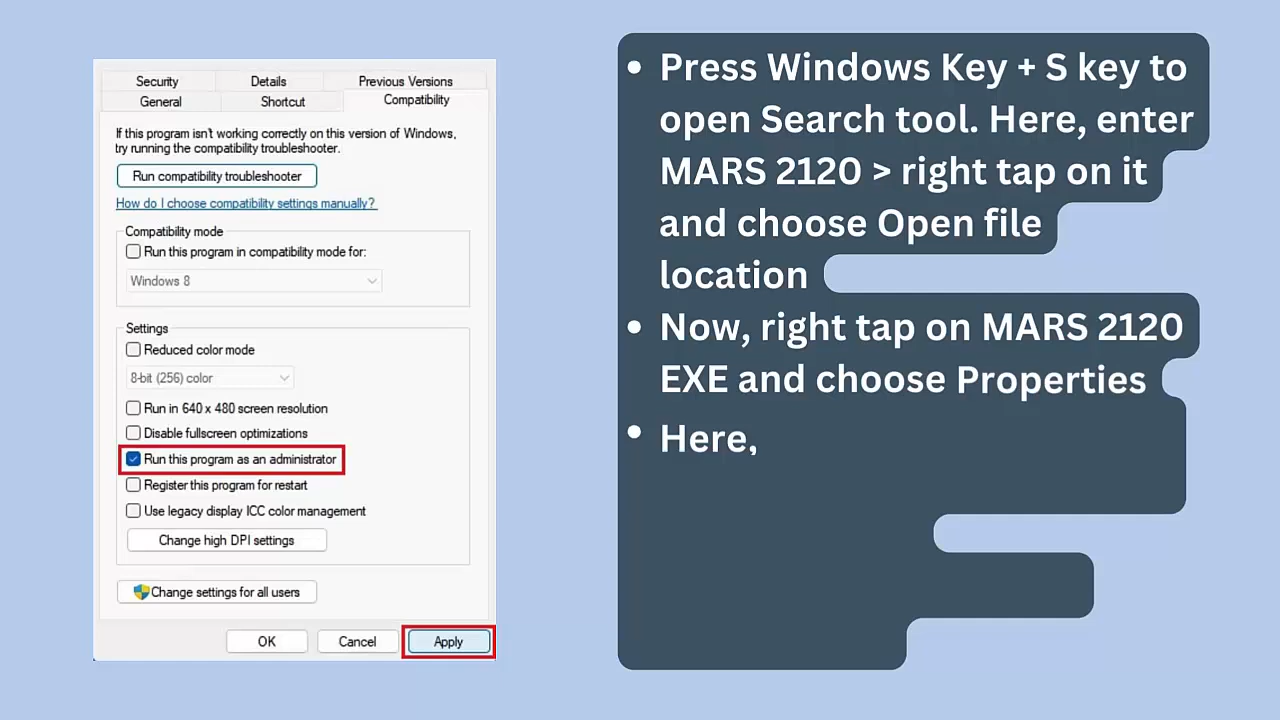 Security Details Previous Versions
General Shortcut Compatibility
If this program isn't working correctly on this version of Windows,
try running the compatibility troubleshooter.
Run compatibility troubleshooter
How do I choose compatibility settings manually?
Compatibility mode
Run this program in compatibility mode for:
Windows 8
Settings
Reduced color mode
8-bit (256) color
Run in 640 x 480 screen resolution
Disable fullscreen optimizations
Run this program as an administrator
Register this program for restart
Use legacy display ICC color management
Change high DPI settings
Change settings for all users
OK Cancel Apply
• Press Windows Key + S key to
open Search tool. Here, enter
MARS 2120 > right tap on it
and choose Open file
location
• Now, right tap on MARS 2120
EXE and choose Properties
• Here,